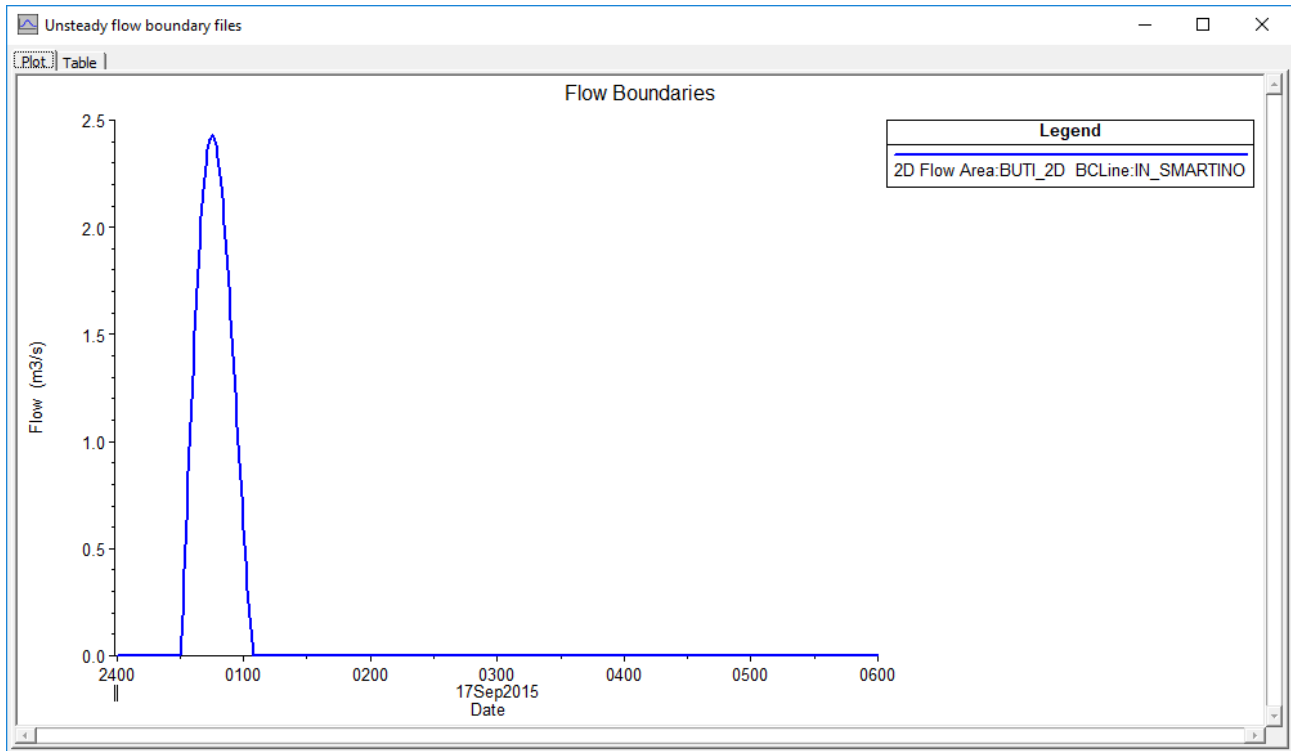 Unsteady flow boundary files
Plot Table
Flow Boundaries
Legend
2D Flow Area:BUTI_2D BCLine:IN_SMARTINO
Flow (m3/s)
2.5
2.0
1.5
1.0
0.5
0.0
2400 0100 0200 0300 0400 0500 0600
17Sep2015
Date